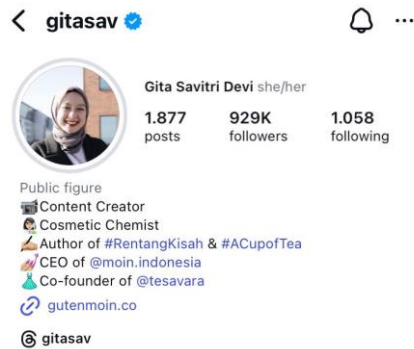 gitasav
Gita Savitri Devi she/her
1.877 929K 1.058
posts followers following
Public figure
Content Creator
Cosmetic Chemist
Author of #RentangKisah & #ACupofTea
CEO of @moin.indonesia
Co-founder of @tesavara
gutenmoin.co
gitasav